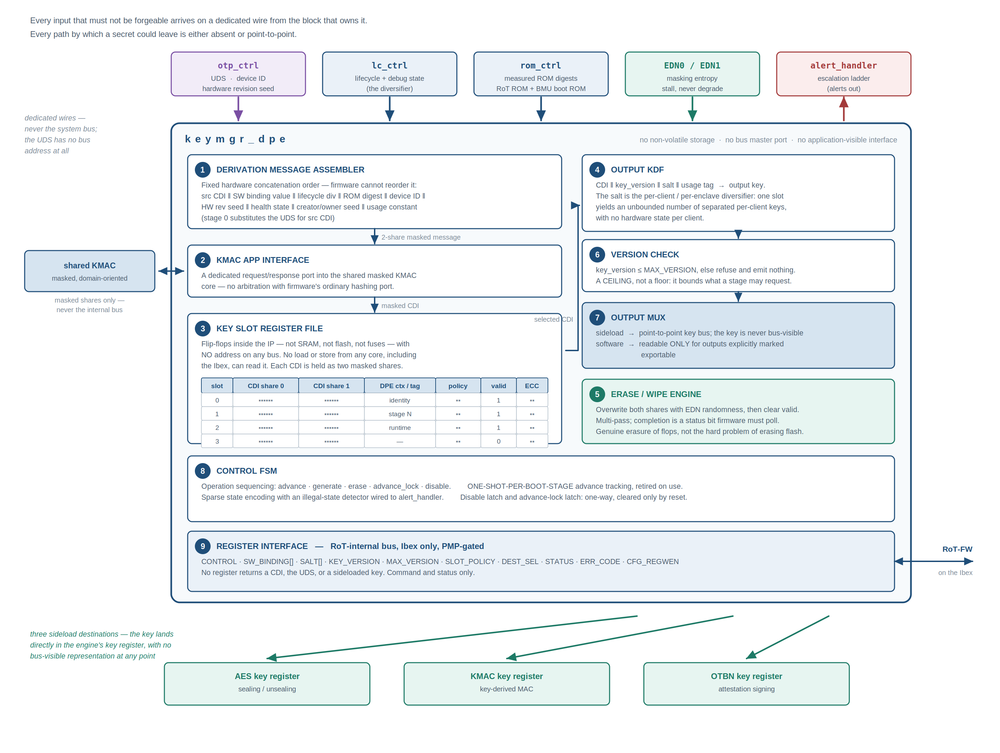 Every input that must not be forgeable arrives on a dedicated wire from the block that owns it.
Every path by which a secret could leave is either absent or point-to-point.
otp_ctrl
UDS · device ID
hardware revision seed
lc_ctrl
lifecycle + debug state
(the diversifier)
rom_ctrl
measured ROM digests
RoT ROM + BMU boot ROM
EDN0 / EDN1
masking entropy
stall, never degrade
alert_handler
escalation ladder
(alerts out)
dedicated wires —
never the system bus;
the UDS has no bus
address at all
keymgr_dpe
no non-volatile storage · no bus master port · no application-visible interface
1 DERIVATION MESSAGE ASSEMBLER
Fixed hardware concatenation order — firmware cannot reorder it:
src CDI ‖ SW binding value ‖ lifecycle div ‖ ROM digest ‖ device ID ‖
HW rev seed ‖ health state ‖ creator/owner seed ‖ usage constant
(stage 0 substitutes the UDS for src CDI)
2-share masked message
shared KMAC
masked, domain-oriented
masked shares only —
never the internal bus
2 KMAC APP INTERFACE
A dedicated request/response port into the shared masked KMAC
core — no arbitration with firmware's ordinary hashing port.
masked CDI
3 KEY SLOT REGISTER FILE
Flip-flops inside the IP — not SRAM, not flash, not fuses — with
NO address on any bus. No load or store from any core, including
the Ibex, can read it. Each CDI is held as two masked shares.
slot CDI share 0 CDI share 1 DPE ctx / tag policy valid ECC
0 ▪▪▪▪▪▪ ▪▪▪▪▪▪ identity ▪▪ 1 ▪▪
1 ▪▪▪▪▪▪ ▪▪▪▪▪▪ stage N ▪▪ 1 ▪▪
2 ▪▪▪▪▪▪ ▪▪▪▪▪▪ runtime ▪▪ 1 ▪▪
3 ▪▪▪▪▪▪ ▪▪▪▪▪▪ — ▪▪ 0 ▪▪
selected CDI
4 OUTPUT KDF
CDI ‖ key_version ‖ salt ‖ usage tag → output key.
The salt is the per-client / per-enclave diversifier: one slot
yields an unbounded number of separated per-client keys,
with no hardware state per client.
6 VERSION CHECK
key_version ≤ MAX_VERSION, else refuse and emit nothing.
A CEILING, not a floor: it bounds what a stage may request.
7 OUTPUT MUX
sideload → point-to-point key bus; the key is never bus-visible
software → readable ONLY for outputs explicitly marked
exportable
5 ERASE / WIPE ENGINE
Overwrite both shares with EDN randomness, then clear valid.
Multi-pass; completion is a status bit firmware must poll.
Genuine erasure of flops, not the hard problem of erasing flash.
8 CONTROL FSM
Operation sequencing: advance · generate · erase · advance_lock · disable. ONE-SHOT-PER-BOOT-STAGE advance tracking, retired on use.
Sparse state encoding with an illegal-state detector wired to alert_handler. Disable latch and advance-lock latch: one-way, cleared only by reset.
9 REGISTER INTERFACE — RoT-internal bus, Ibex only, PMP-gated
CONTROL · SW_BINDING[] · SALT[] · KEY_VERSION · MAX_VERSION · SLOT_POLICY · DEST_SEL · STATUS · ERR_CODE · CFG_REGWEN
No register returns a CDI, the UDS, or a sideloaded key. Command and status only.
RoT-FW
on the Ibex
three sideload destinations — the key lands
directly in the engine's key register, with no
bus-visible representation at any point
AES key register
sealing / unsealing
KMAC key register
key-derived MAC
OTBN key register
attestation signing